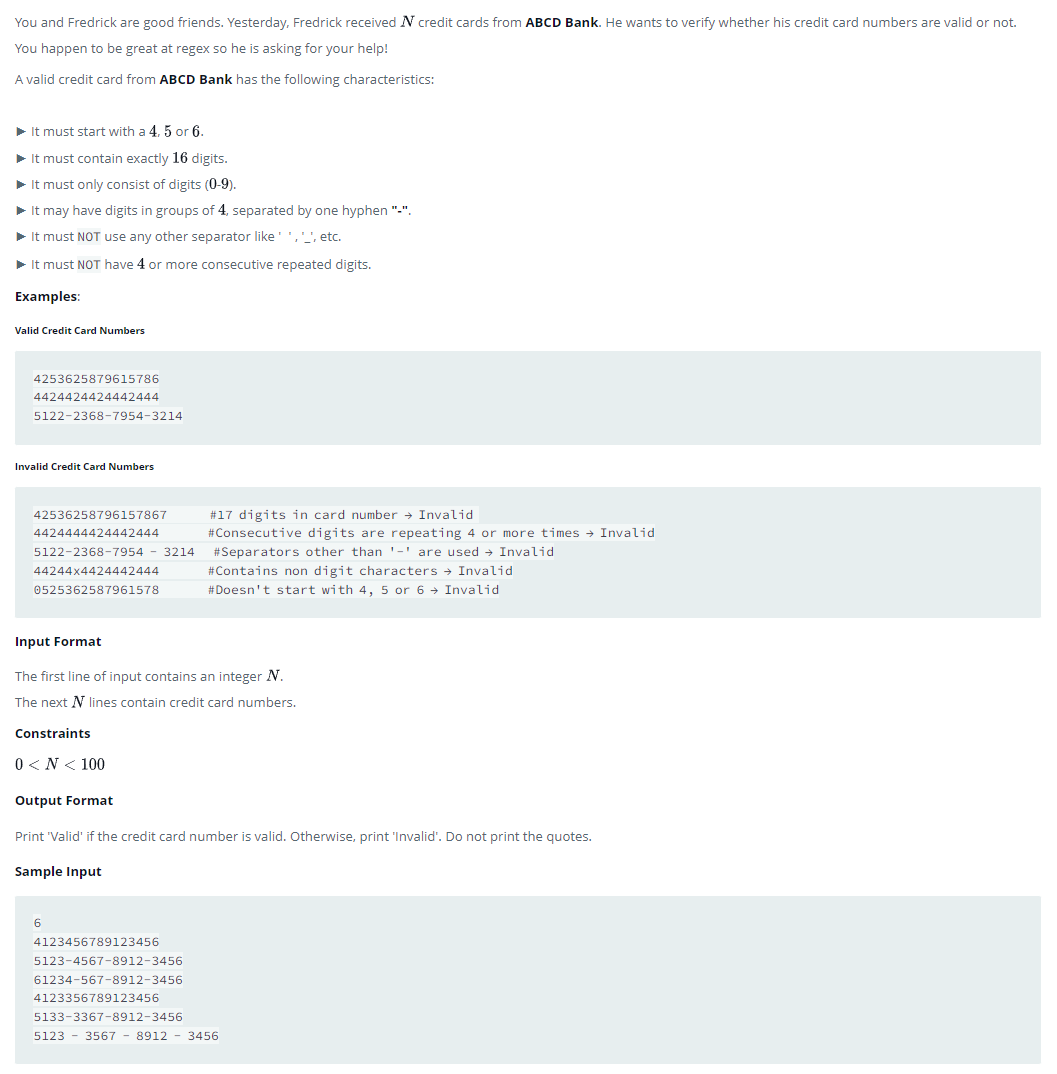 You and Fredrick are good friends. Yesterday, Fredrick received N credit cards from ABCD Bank. He wants to verify whether his credit card numbers are valid or not.
You happen to be great at regex so he is asking for your help!
A valid credit card from ABCD Bank has the following characteristics:
► It must start with a 4, 5 or 6.
► It must contain exactly 16 digits.
► It must only consist of digits (0-9).
► It may have digits in groups of 4, separated by one hyphen "-".
► It must NOT use any other separator like ' ' , '_', etc.
► It must NOT have 4 or more consecutive repeated digits.
Examples:
Valid Credit Card Numbers
4253625879615786
4424424424442444
5122-2368-7954-3214
Invalid Credit Card Numbers
42536258796157867 #17 digits in card number → Invalid
4424444424442444 #Consecutive digits are repeating 4 or more times → Invalid
5122-2368-7954 - 3214 #Separators other than '-' are used → Invalid
44244x4424442444 #Contains non digit characters → Invalid
0525362587961578 #Doesn't start with 4, 5 or 6 → Invalid
Input Format
The first line of input contains an integer N.
The next N lines contain credit card numbers.
Constraints
0 < N < 100
Output Format
Print 'Valid' if the credit card number is valid. Otherwise, print 'Invalid'. Do not print the quotes.
Sample Input
6
4123456789123456
5123-4567-8912-3456
61234-567-8912-3456
4123356789123456
5133-3367-8912-3456
5123 - 3567 - 8912 - 3456